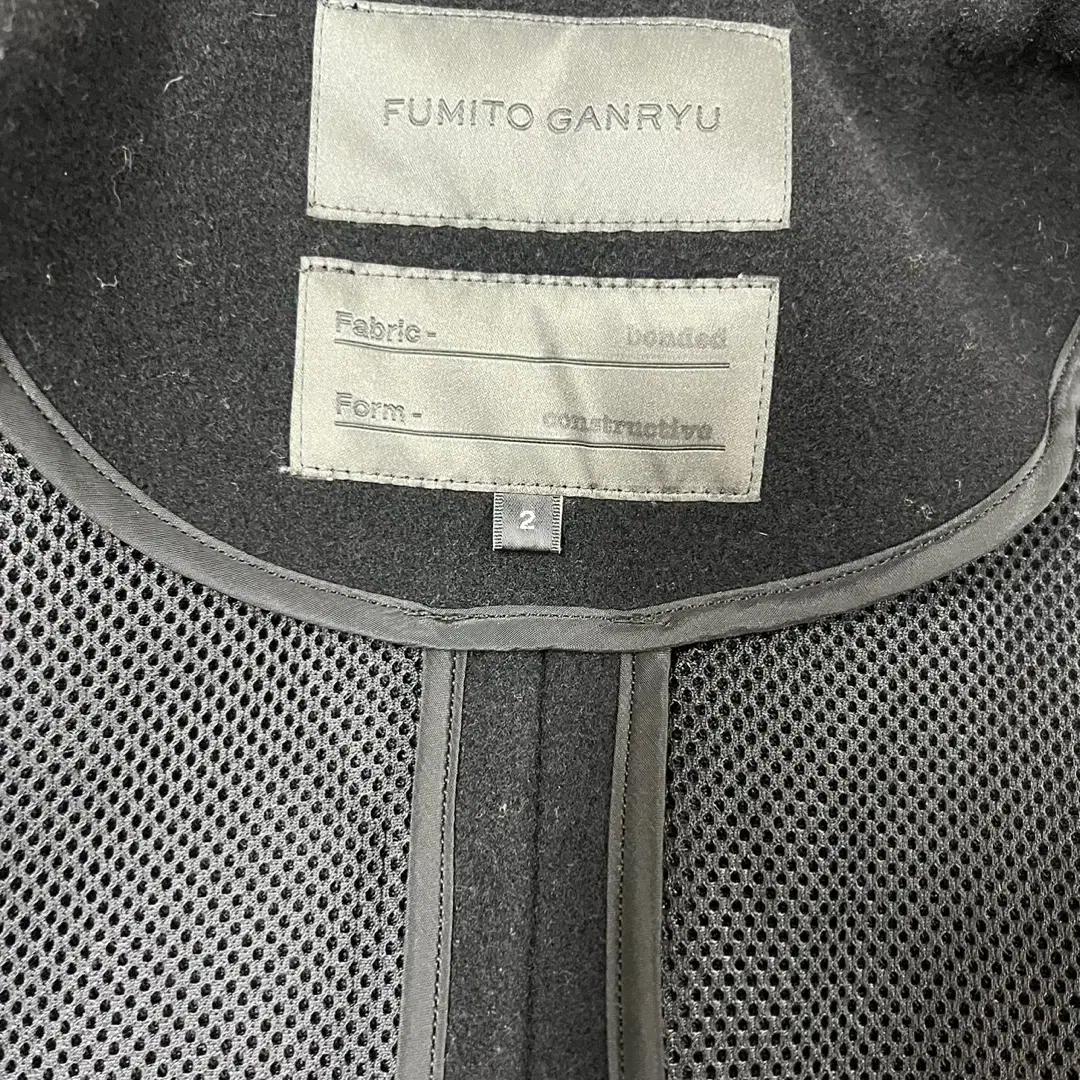 FUMITO GANRYU
Fabric - bonded
Form - constructive
2